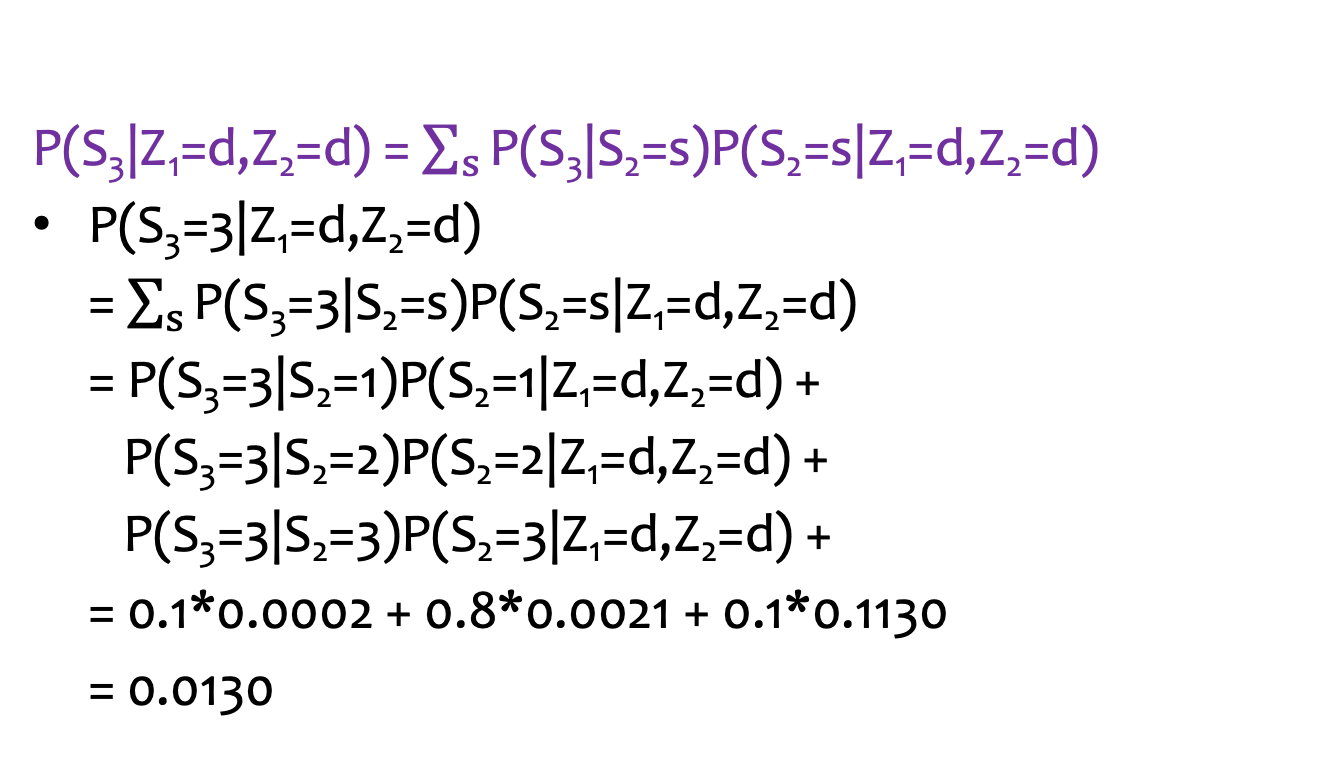 P(S₃|Z₁=d,Z₂=d) = ∑ₛ P(S₃|S₂=s)P(S₂=s|Z₁=d,Z₂=d)
• P(S₃=3|Z₁=d,Z₂=d)
= ∑ₛ P(S₃=3|S₂=s)P(S₂=s|Z₁=d,Z₂=d)
= P(S₃=3|S₂=1)P(S₂=1|Z₁=d,Z₂=d) +
P(S₃=3|S₂=2)P(S₂=2|Z₁=d,Z₂=d) +
P(S₃=3|S₂=3)P(S₂=3|Z₁=d,Z₂=d) +
= 0.1*0.0002 + 0.8*0.0021 + 0.1*0.1130
= 0.0130